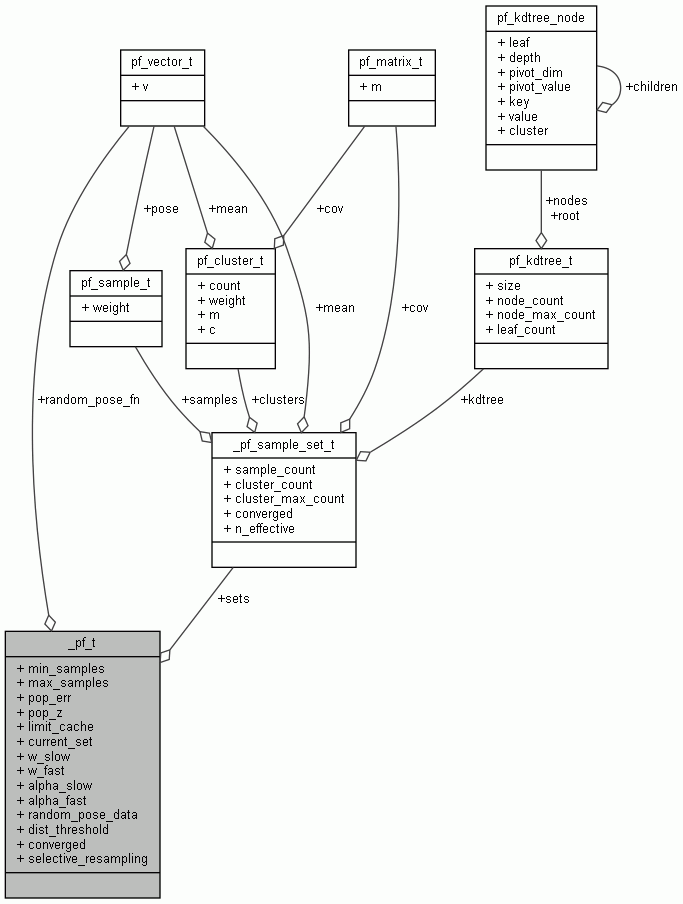 pf_kdtree_node
+ leaf
+ depth
+ pivot_dim
+ pivot_value
+ key
+ value
+ cluster
+children
pf_vector_t
+ v
pf_matrix_t
+ m
+nodes
+root
+pose
+mean
+cov
pf_sample_t
+ weight
pf_cluster_t
+ count
+ weight
+ m
+ c
pf_kdtree_t
+ size
+ node_count
+ node_max_count
+ leaf_count
+mean
+cov
+random_pose_fn
+samples
+clusters
+kdtree
_pf_sample_set_t
+ sample_count
+ cluster_count
+ cluster_max_count
+ converged
+ n_effective
+sets
_pf_t
+ min_samples
+ max_samples
+ pop_err
+ pop_z
+ limit_cache
+ current_set
+ w_slow
+ w_fast
+ alpha_slow
+ alpha_fast
+ random_pose_data
+ dist_threshold
+ converged
+ selective_resampling